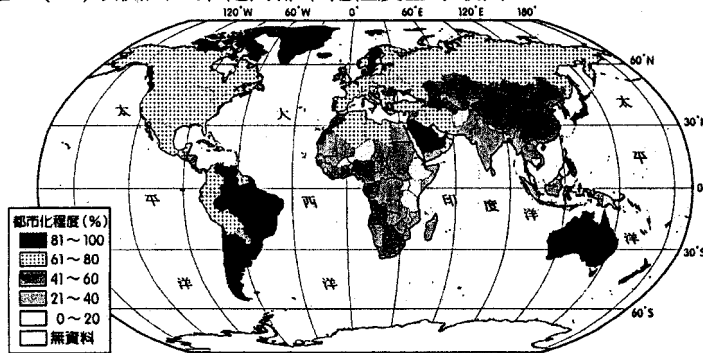 120°W 60°W 0° 60°E 120°E 180°
60°N
太 大 太
30°N
平
平 西 印 度 洋 0°
都市化程度(%)
81～100
61～80
41～60
21～40
0～20
無資料
洋
30°S
洋 洋
60°S